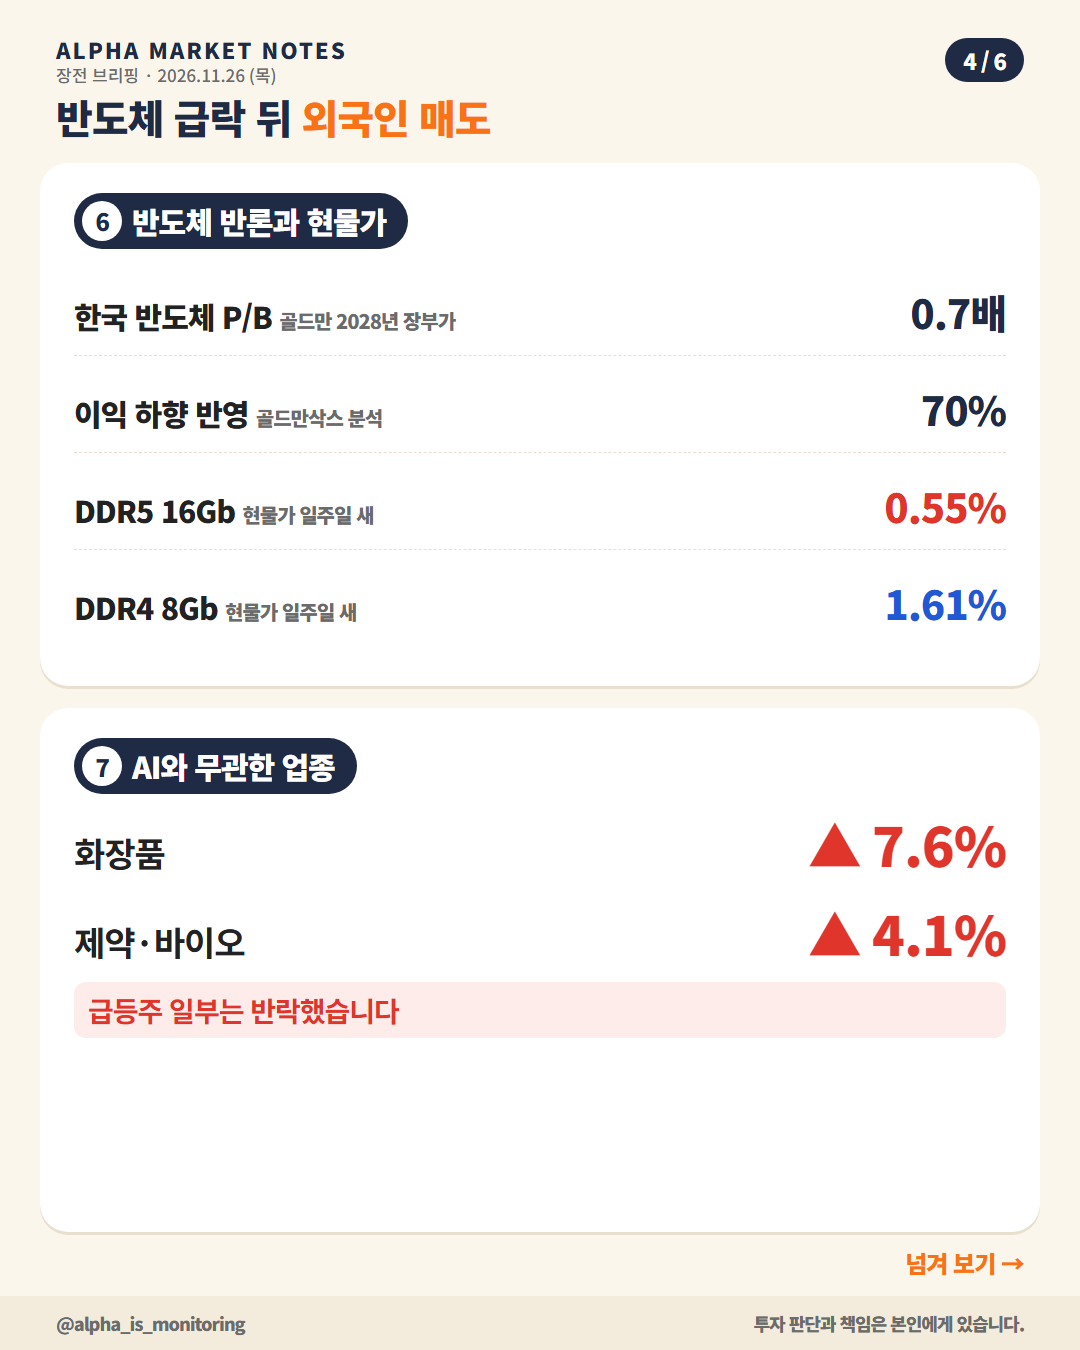 ALPHA MARKET NOTES
장전 브리핑 · 2026.11.26 (목)
4 / 6
반도체 급락 뒤 외국인 매도
6 반도체 반론과 현물가
한국 반도체 P/B 골드만 2028년 장부가 0.7배
이익 하향 반영 골드만삭스 분석 70%
DDR5 16Gb 현물가 일주일 새 0.55%
DDR4 8Gb 현물가 일주일 새 1.61%
7 AI와 무관한 업종
화장품 ▲ 7.6%
제약·바이오 ▲ 4.1%
급등주 일부는 반락했습니다
넘겨 보기 →
@alpha_is_monitoring
투자 판단과 책임은 본인에게 있습니다.